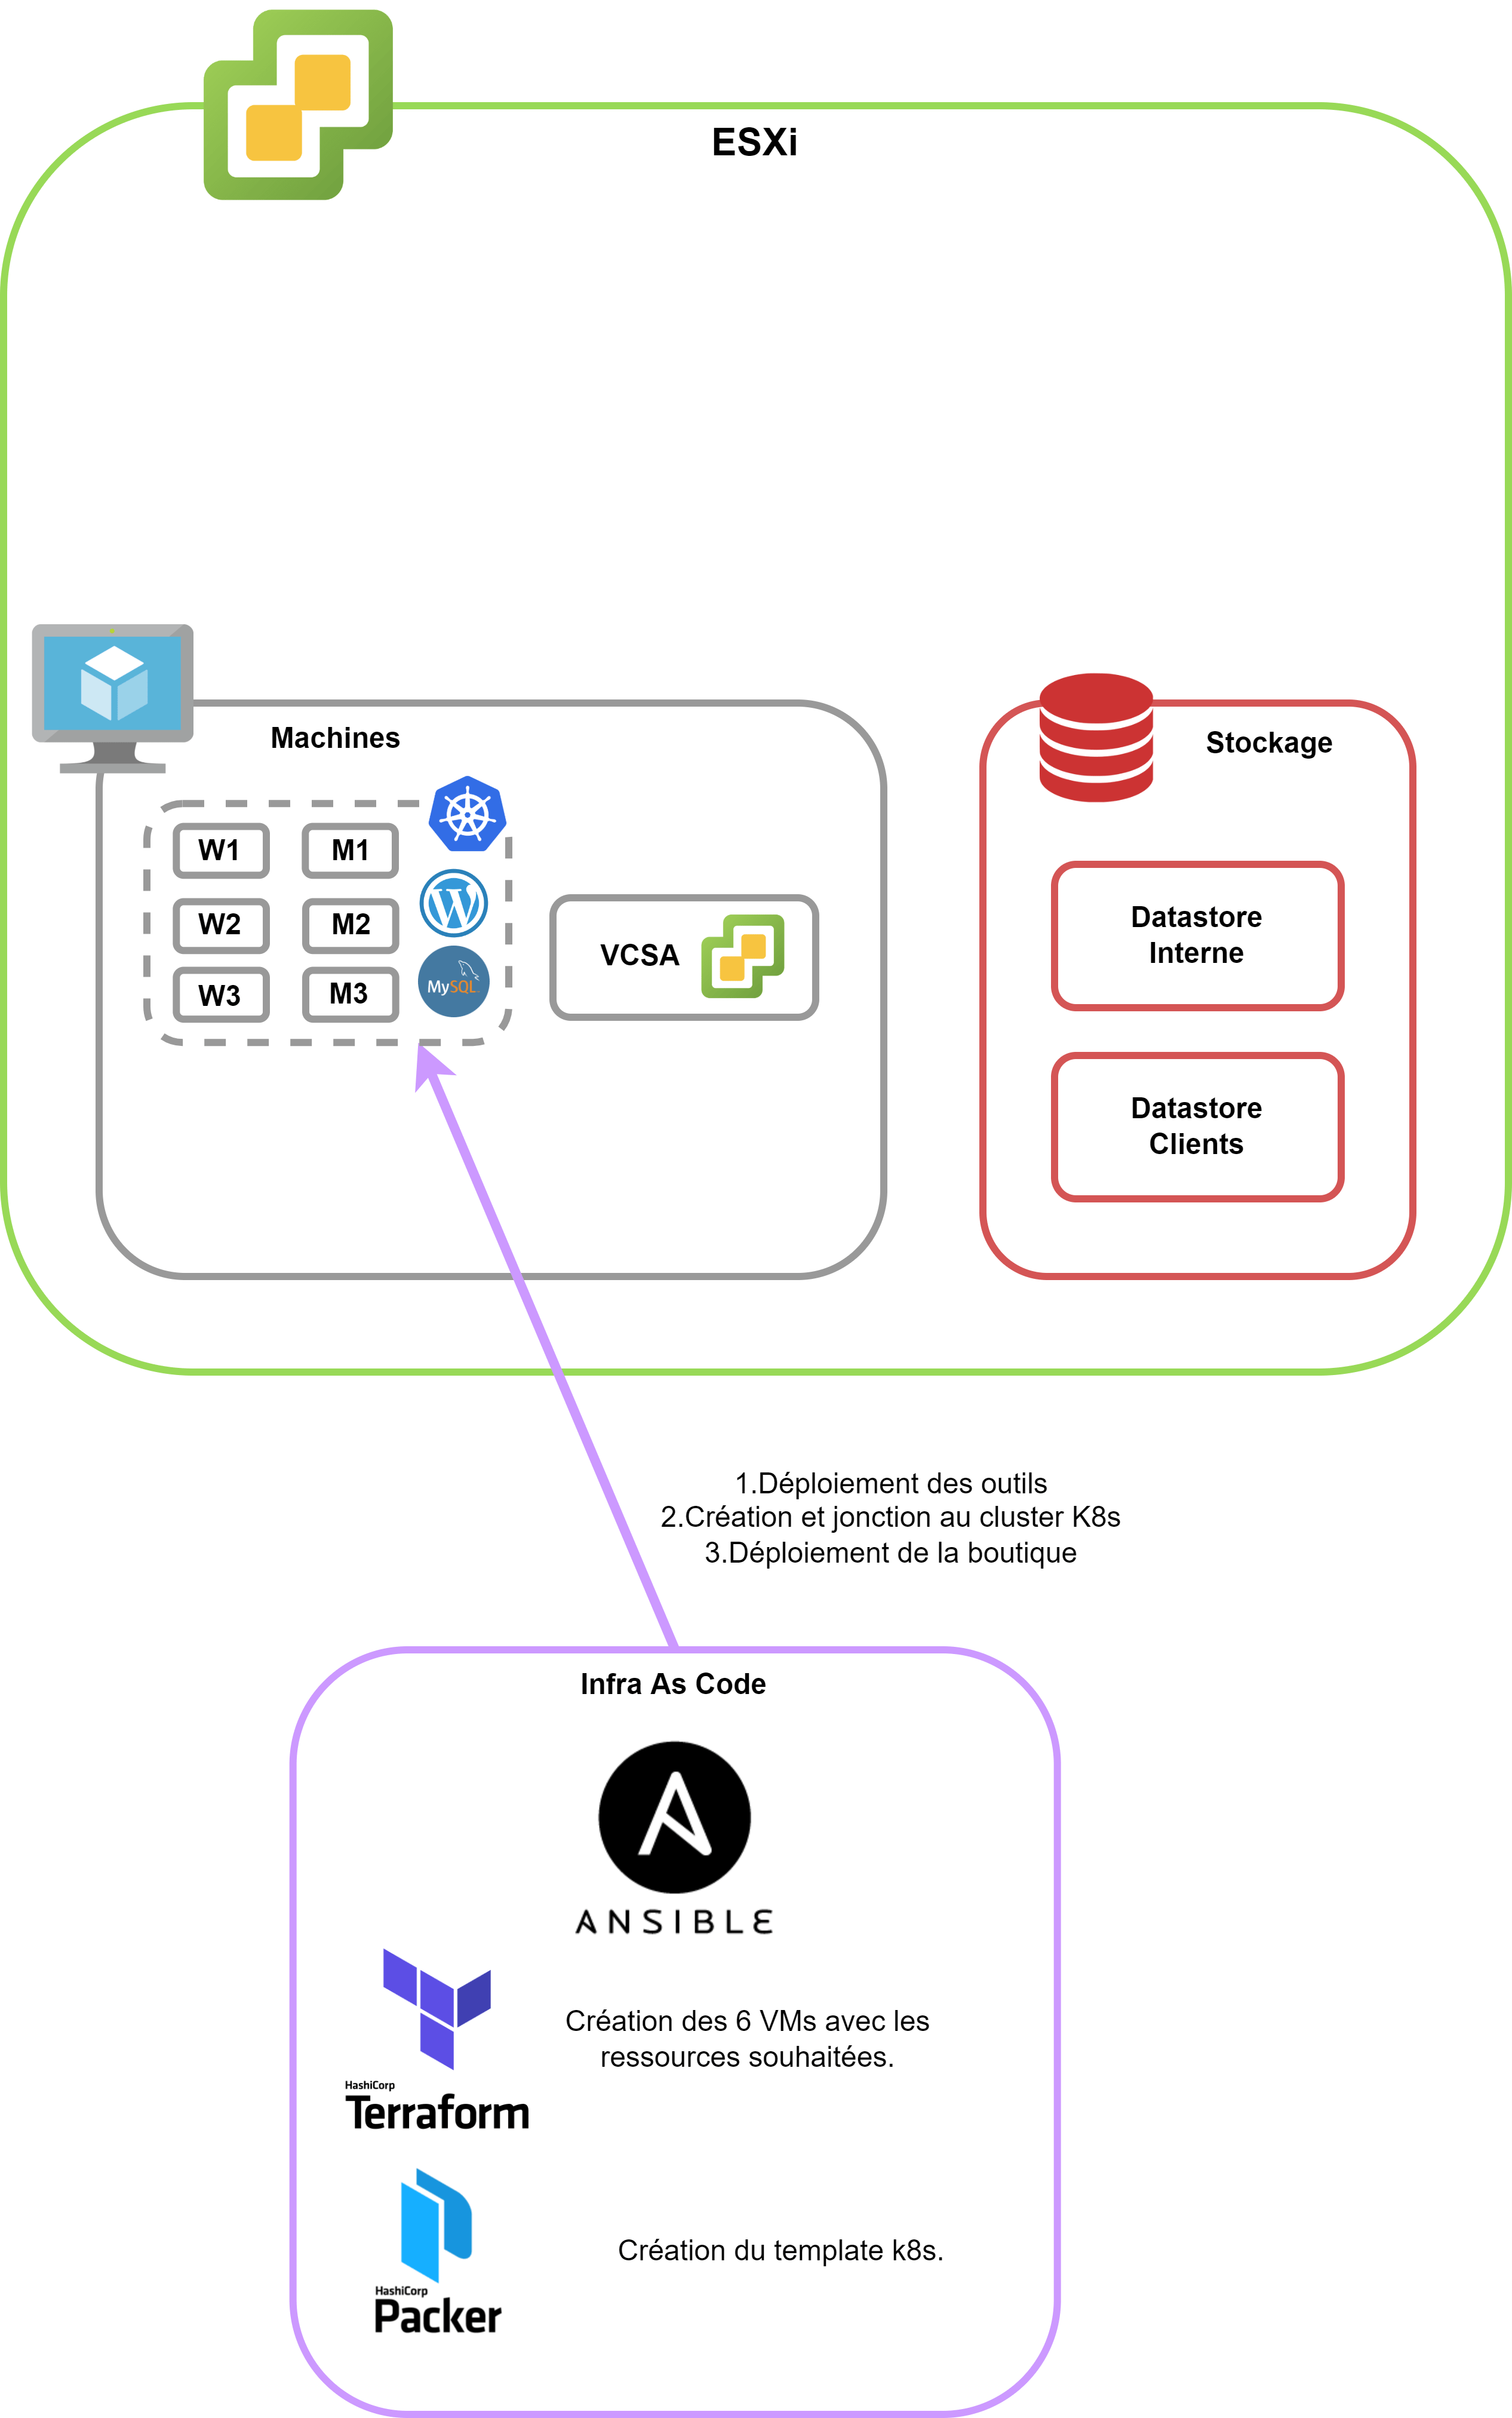 ESXi
Machines
Stockage
W1
M1
W2
M2
W3
M3
MySQL
VCSA
Datastore
Interne
Datastore
Clients
1.Déploiement des outils
2.Création et jonction au cluster K8s
3.Déploiement de la boutique
Infra As Code
ANSIBLE
Création des 6 VMs avec les
ressources souhaitées.
HashiCorp
Terraform
Création du template k8s.
HashiCorp
Packer